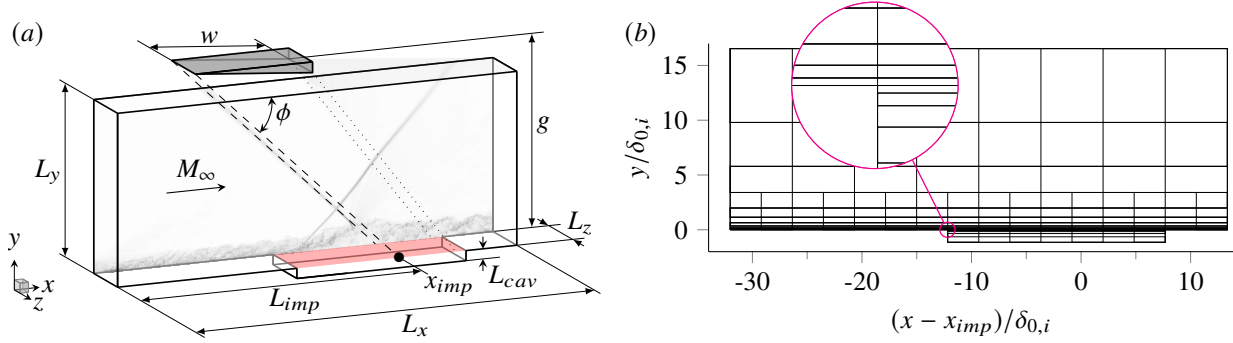 (a)
w
g
ϕ
L_y
M_∞
L_z
y
x
z
L_imp
x_imp
L_cav
L_x
(b)
y/δ_{0,i}
15
10
5
0
-30 -20 -10 0 10
(x − x_imp)/δ_{0,i}